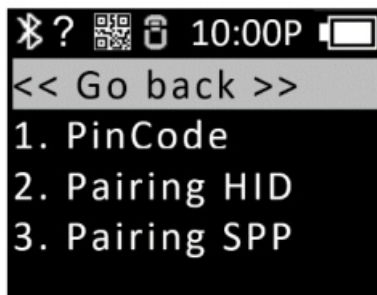 ? 10:00P
<< Go back >>
1. PinCode
2. Pairing HID
3. Pairing SPP